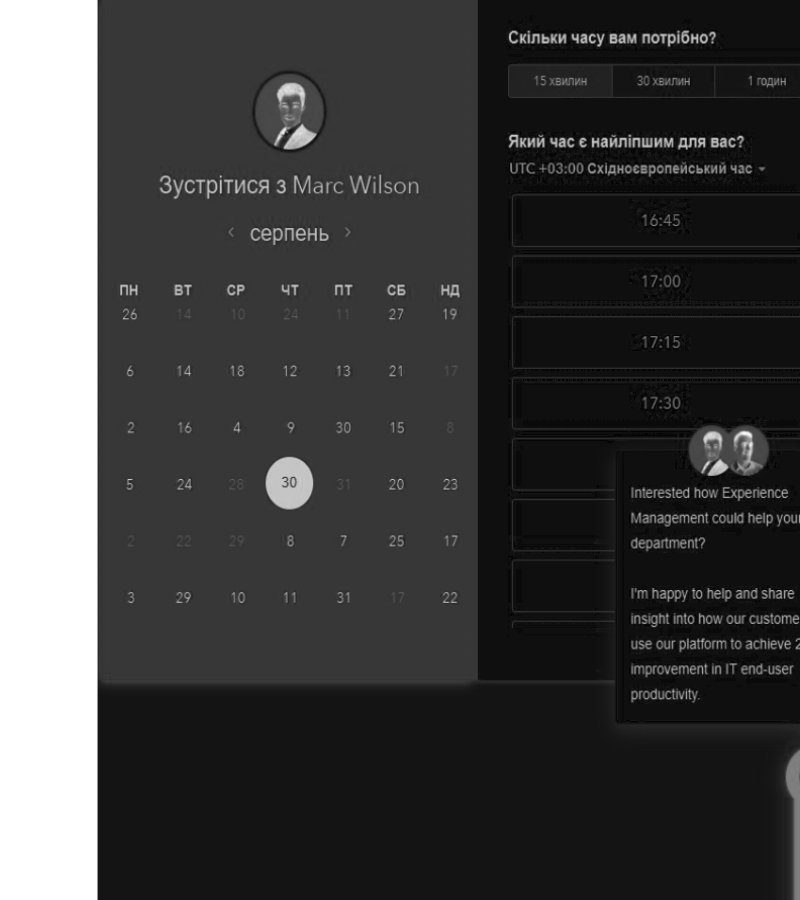 Зустрітися з Marc Wilson
‹ серпень ›
ПН ВТ СР ЧТ ПТ СБ НД
26 14 10 24 11 27 19
6 14 18 12 13 21 17
2 16 4 9 30 15 8
5 24 28 30 31 20 23
2 22 29 8 7 25 17
3 29 10 11 31 17 22
Скільки часу вам потрібно?
15 хвилин 30 хвилин 1 годин
Який час є найліпшим для вас?
UTC +03:00 Східноєвропейський час
16:45
17:00
17:15
17:30
Interested how Experience
Management could help your
department?
I'm happy to help and share
insight into how our custome
use our platform to achieve 2
improvement in IT end-user
productivity.